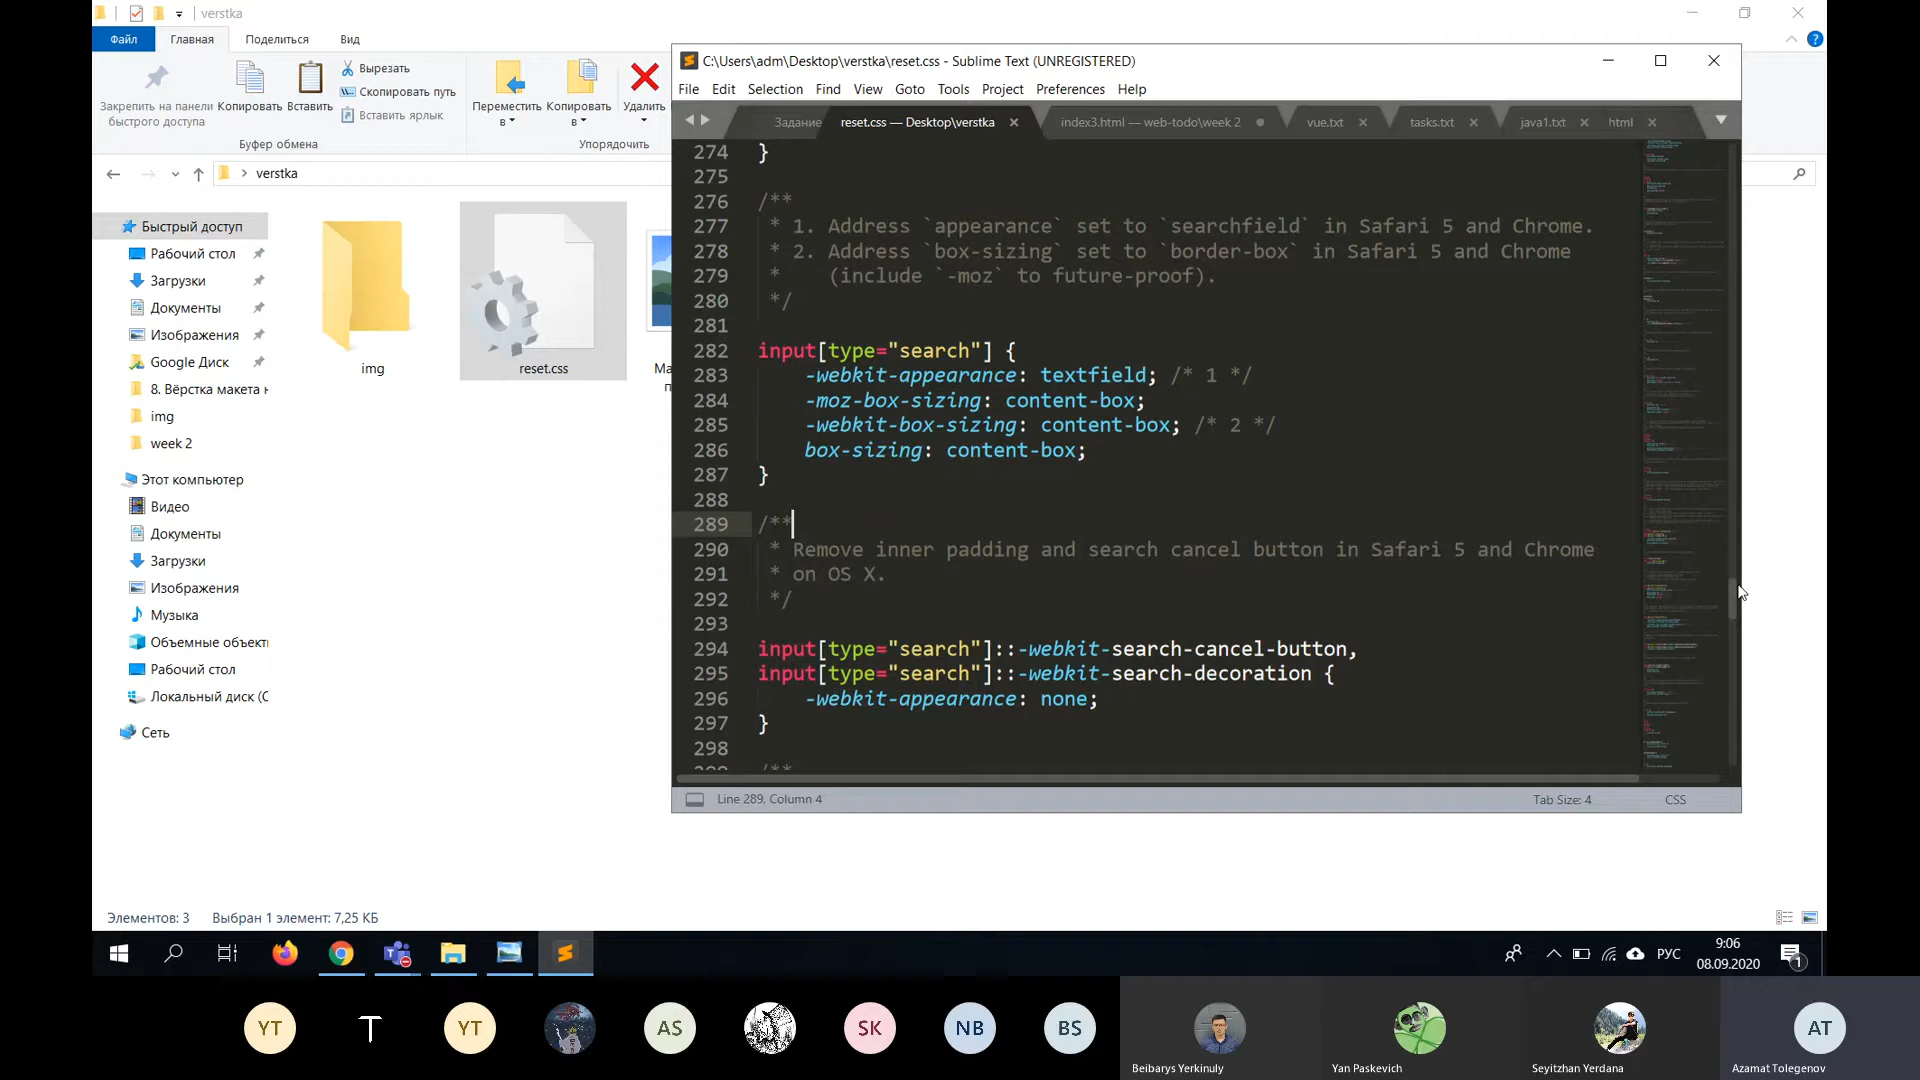 verstka
Файл
Главная
Поделиться
Вид
Закрепить на панели
быстрого доступа
Копировать
Вставить
Вырезать
Скопировать путь
Вставить ярлык
Буфер обмена
Переместить
в
Копировать
в
Удалить
Упорядочить
verstka
Быстрый доступ
Рабочий стол
Загрузки
Документы
Изображения
Google Диск
8. Вёрстка макета н
img
week 2
Этот компьютер
Видео
Документы
Загрузки
Изображения
Музыка
Объемные объект
Рабочий стол
Локальный диск (C
Сеть
img
reset.css
Ма
п
Элементов: 3
Выбран 1 элемент: 7,25 КБ
C:\Users\adm\Desktop\verstka\reset.css - Sublime Text (UNREGISTERED)
File Edit Selection Find View Goto Tools Project Preferences Help
Задание
reset.css — Desktop\verstka
index3.html — web-todo\week 2
vue.txt
tasks.txt
java1.txt
html
274 }
275
276 /**
277  * 1. Address `appearance` set to `searchfield` in Safari 5 and Chrome.
278  * 2. Address `box-sizing` set to `border-box` in Safari 5 and Chrome
279  *    (include `-moz` to future-proof).
280  */
281
282 input[type="search"] {
283     -webkit-appearance: textfield; /* 1 */
284     -moz-box-sizing: content-box;
285     -webkit-box-sizing: content-box; /* 2 */
286     box-sizing: content-box;
287 }
288
289 /**
290  * Remove inner padding and search cancel button in Safari 5 and Chrome
291  * on OS X.
292  */
293
294 input[type="search"]::-webkit-search-cancel-button,
295 input[type="search"]::-webkit-search-decoration {
296     -webkit-appearance: none;
297 }
298
299 /**
Line 289, Column 4
Tab Size: 4
CSS
РУС
9:06
08.09.2020
1
YT
T
YT
AS
SK
NB
BS
AT
Beibarys Yerkinuly
Yan Paskevich
Seyitzhan Yerdana
Azamat Tolegenov